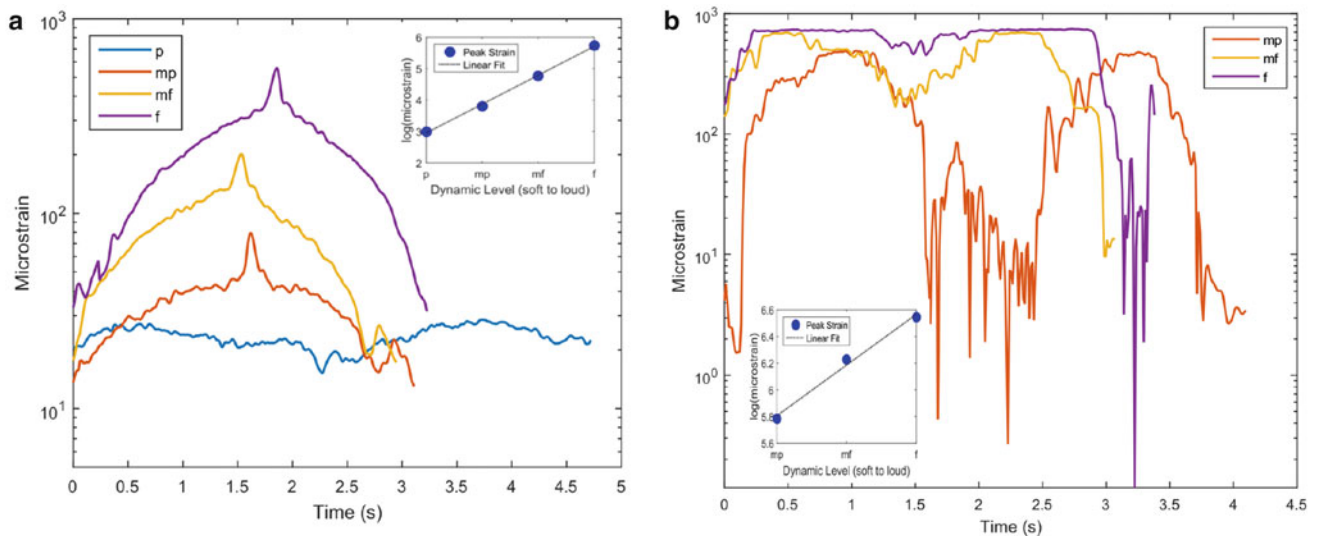 a
10³
10²
10¹
Microstrain
p
mp
mf
f
6
5
4
3
2
log(microstrain)
Peak Strain
Linear Fit
p mp mf f
Dynamic Level (soft to loud)
0 0.5 1 1.5 2 2.5 3 3.5 4 4.5 5
Time (s)
b
10³
10²
10¹
10⁰
Microstrain
mp
mf
f
6.6
6.4
6.2
6
5.8
5.6
log(microstrain)
Peak Strain
Linear Fit
mp mf f
Dynamic Level (soft to loud)
0 0.5 1 1.5 2 2.5 3 3.5 4 4.5
Time (s)